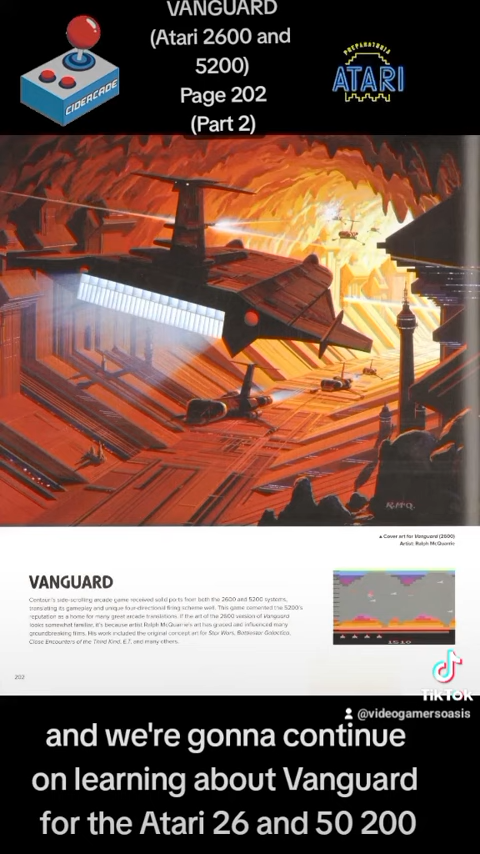 VANGUARD
(Atari 2600 and
5200)
Page 202
(Part 2)
CIDERCADE
PREPARATORIA
ATARI
▲ Cover art for Vanguard (2600)
Artist: Ralph McQuarrie
VANGUARD
Centuri's side-scrolling arcade game received solid ports from both the 2600 and 5200 systems,
translating its gameplay and unique four-directional firing scheme well. This game cemented the 5200's
reputation as a home for many great arcade translations. If the art of the 2600 version of Vanguard
looks somewhat familiar, it's because artist Ralph McQuarrie's art has graced and influenced many
groundbreaking films. His work included the original concept art for Star Wars, Battlestar Galactica,
Close Encounters of the Third Kind, E.T. and many others.
1510
202
TikTok
@videogamersoasis
and we're gonna continue
on learning about Vanguard
for the Atari 26 and 50 200